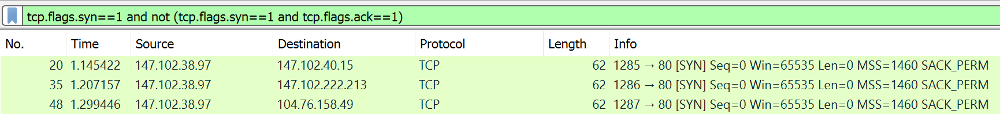 tcp.flags.syn==1 and not (tcp.flags.syn==1 and tcp.flags.ack==1)
No. Time Source Destination Protocol Length Info
20 1.145422 147.102.38.97 147.102.40.15 TCP 62 1285 → 80 [SYN] Seq=0 Win=65535 Len=0 MSS=1460 SACK_PERM
35 1.207157 147.102.38.97 147.102.222.213 TCP 62 1286 → 80 [SYN] Seq=0 Win=65535 Len=0 MSS=1460 SACK_PERM
48 1.299446 147.102.38.97 104.76.158.49 TCP 62 1287 → 80 [SYN] Seq=0 Win=65535 Len=0 MSS=1460 SACK_PERM